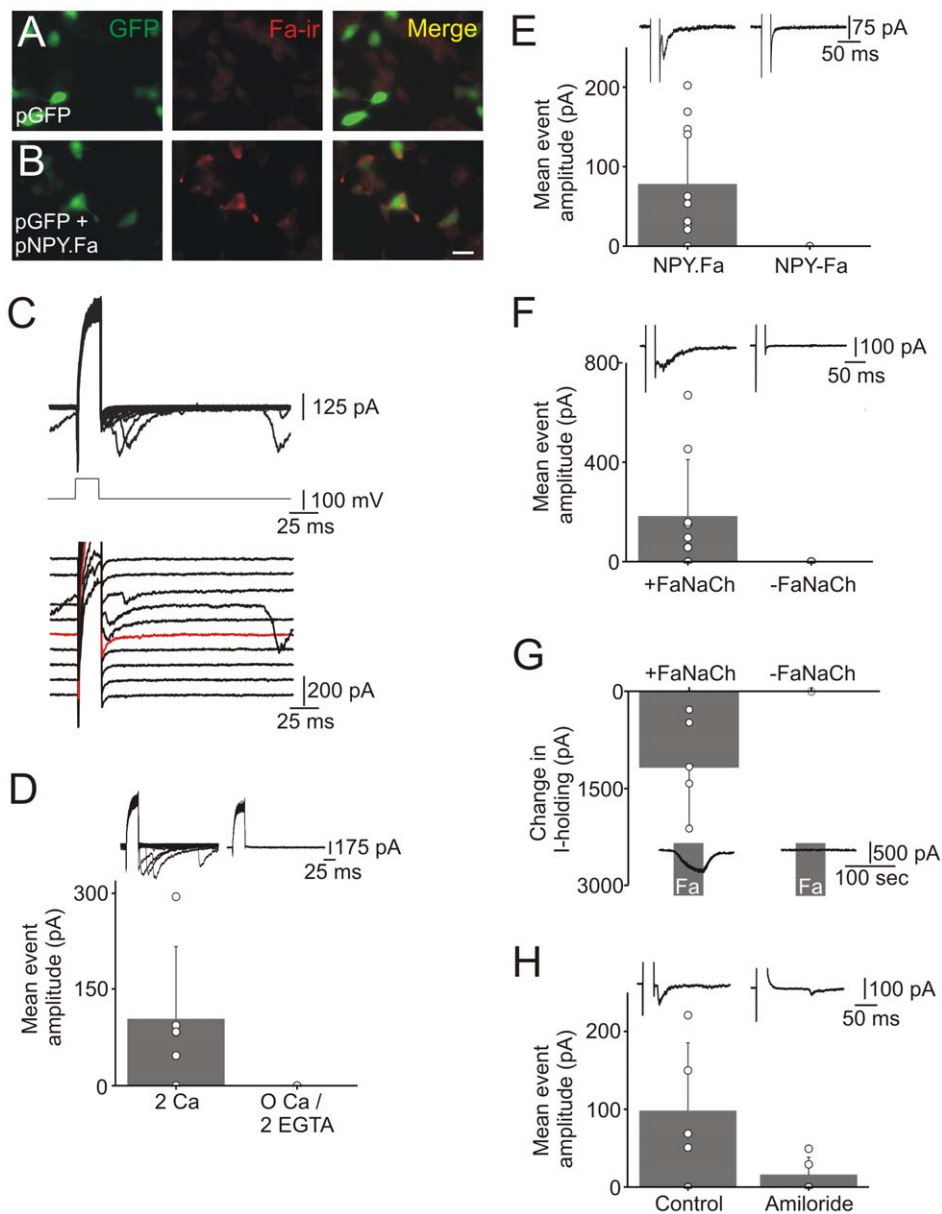 A
GFP
Fa-ir
Merge
pGFP
B
pGFP +
pNPY.Fa
C
125 pA
100 mV
25 ms
200 pA
25 ms
D
175 pA
25 ms
300
150
0
Mean event
amplitude (pA)
2 Ca
O Ca /
2 EGTA
E
75 pA
50 ms
200
100
0
Mean event
amplitude (pA)
NPY.Fa
NPY-Fa
F
100 pA
50 ms
800
400
0
Mean event
amplitude (pA)
+FaNaCh
-FaNaCh
G
+FaNaCh
-FaNaCh
0
1500
3000
Change in
I-holding (pA)
Fa
Fa
500 pA
100 sec
H
100 pA
50 ms
200
100
0
Mean event
amplitude (pA)
Control
Amiloride